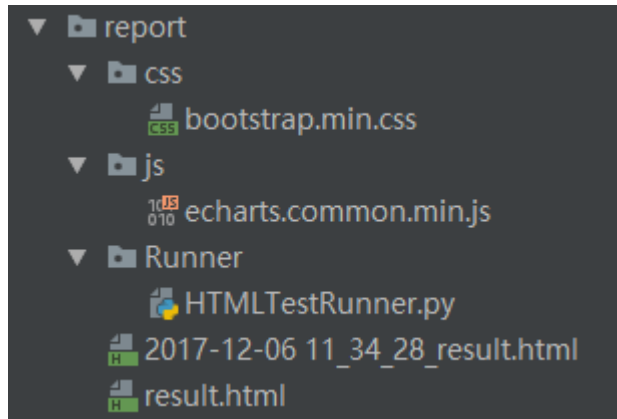 report
css
bootstrap.min.css
js
echarts.common.min.js
Runner
HTMLTestRunner.py
2017-12-06 11_34_28_result.html
result.html